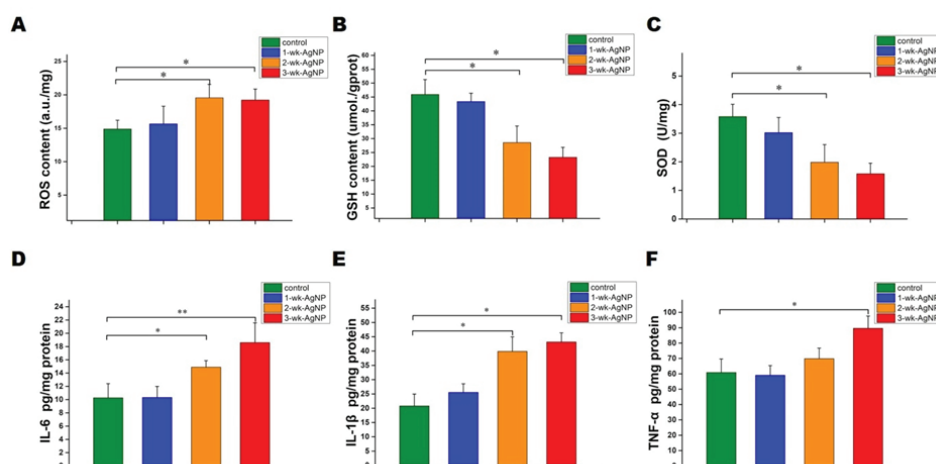 A
control
1-wk-AgNP
2-wk-AgNP
3-wk-AgNP
ROS content (a.u./mg)
25
20
15
10
5
*
*
B
control
1-wk-AgNP
2-wk-AgNP
3-wk-AgNP
GSH content (umol./gprot)
60
55
50
45
40
35
30
25
20
15
10
5
*
*
C
control
1-wk-AgNP
2-wk-AgNP
3-wk-AgNP
SOD (U/mg)
5
4
3
2
1
0
*
*
D
control
1-wk-AgNP
2-wk-AgNP
3-wk-AgNP
IL-6 pg/mg protein
24
22
20
18
16
14
12
10
8
6
4
2
0
**
*
E
control
1-wk-AgNP
2-wk-AgNP
3-wk-AgNP
IL-1β pg/mg protein
55
50
45
40
35
30
25
20
15
10
5
0
*
*
F
control
1-wk-AgNP
2-wk-AgNP
3-wk-AgNP
TNF-α pg/mg protein
100
90
80
70
60
50
40
30
20
10
0
*